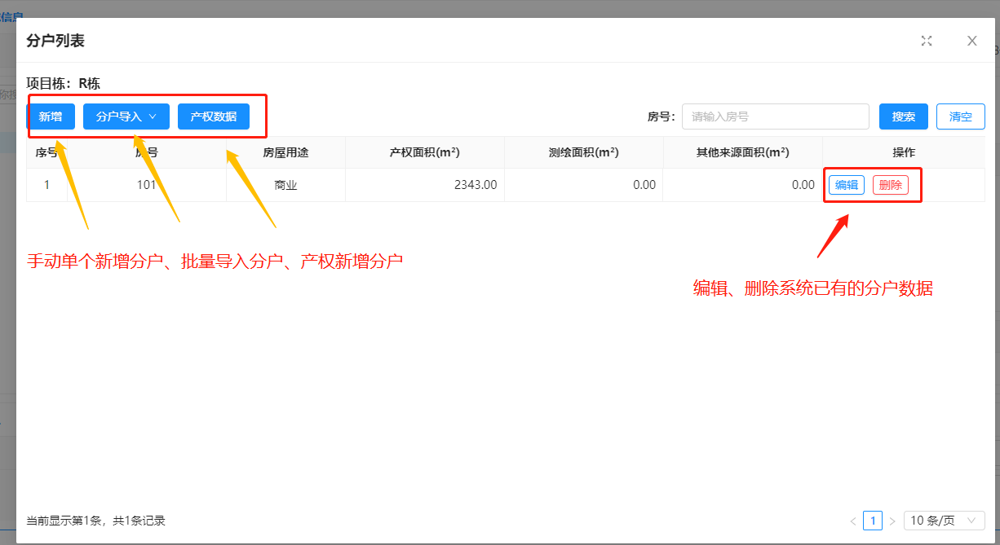 信息
分户列表
项目栋：R栋
新增 分户导入 产权数据 房号： 请输入房号 搜索 清空
序号 房号 房屋用途 产权面积(m²) 测绘面积(m²) 其他来源面积(m²) 操作
1 101 商业 2343.00 0.00 0.00 编辑 删除
手动单个新增分户、批量导入分户、产权新增分户
编辑、删除系统已有的分户数据
当前显示第1条，共1条记录 1 10 条/页